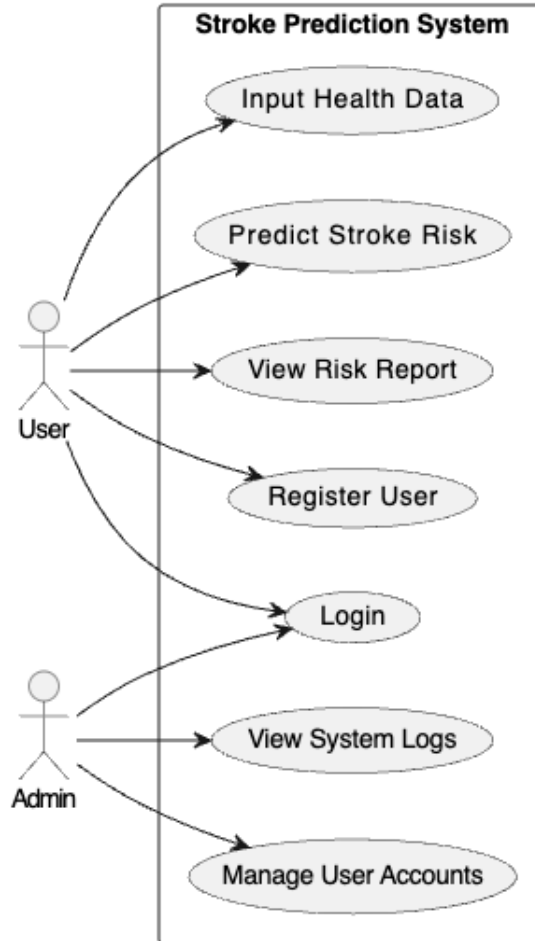 Stroke Prediction System
Input Health Data
Predict Stroke Risk
View Risk Report
User
Register User
Login
View System Logs
Admin
Manage User Accounts